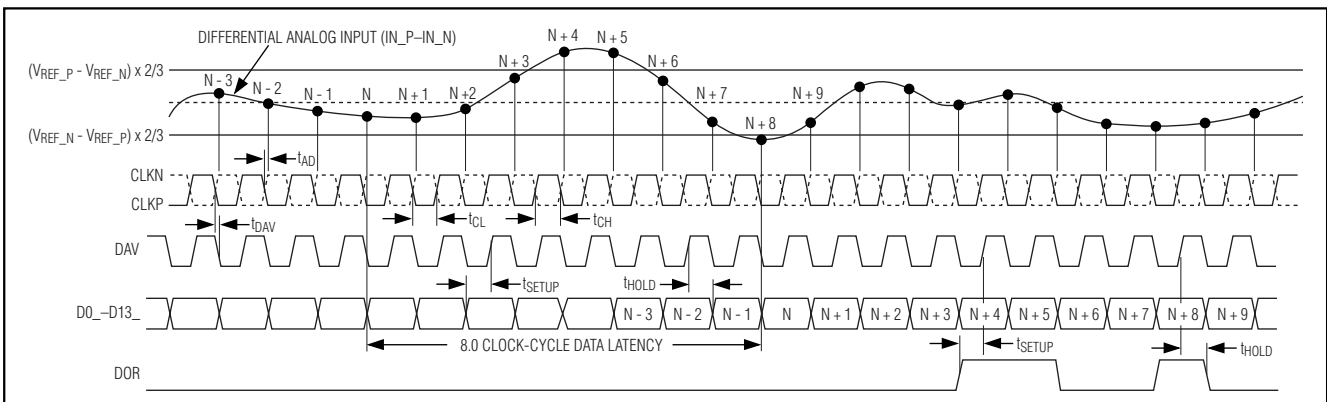 DIFFERENTIAL ANALOG INPUT (IN_P–IN_N)
N + 4 N + 5
N + 3 N + 6
(VREF_P - VREF_N) x 2/3
N - 3 N - 2 N - 1 N N + 1 N +2 N + 7 N + 9
N + 8
(VREF_N - VREF_P) x 2/3
tAD
CLKN
CLKP
tDAV tCL tCH
DAV
tSETUP tHOLD
D0_–D13_ N - 3 N - 2 N - 1 N N + 1 N + 2 N + 3 N + 4 N + 5 N + 6 N + 7 N + 8 N + 9
8.0 CLOCK-CYCLE DATA LATENCY tSETUP tHOLD
DOR